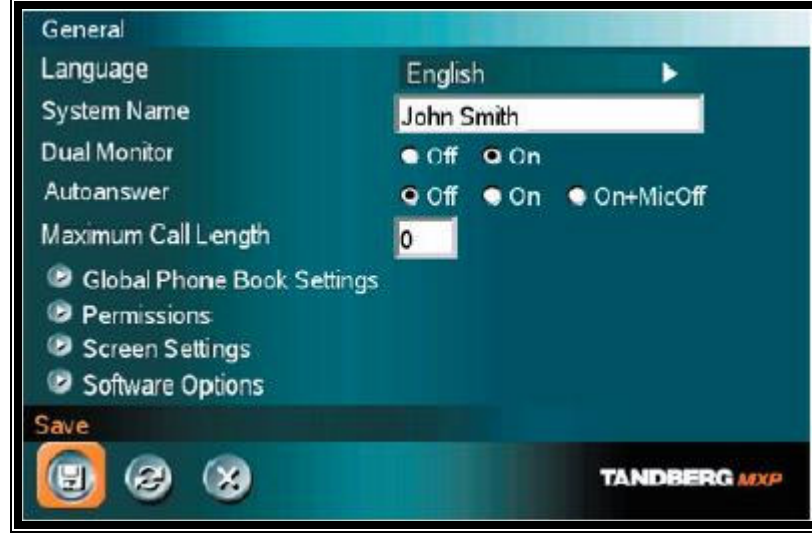 General
Language English
System Name John Smith
Dual Monitor Off On
Autoanswer Off On On+MicOff
Maximum Call Length 0
Global Phone Book Settings
Permissions
Screen Settings
Software Options
Save
TANDBERG MXP